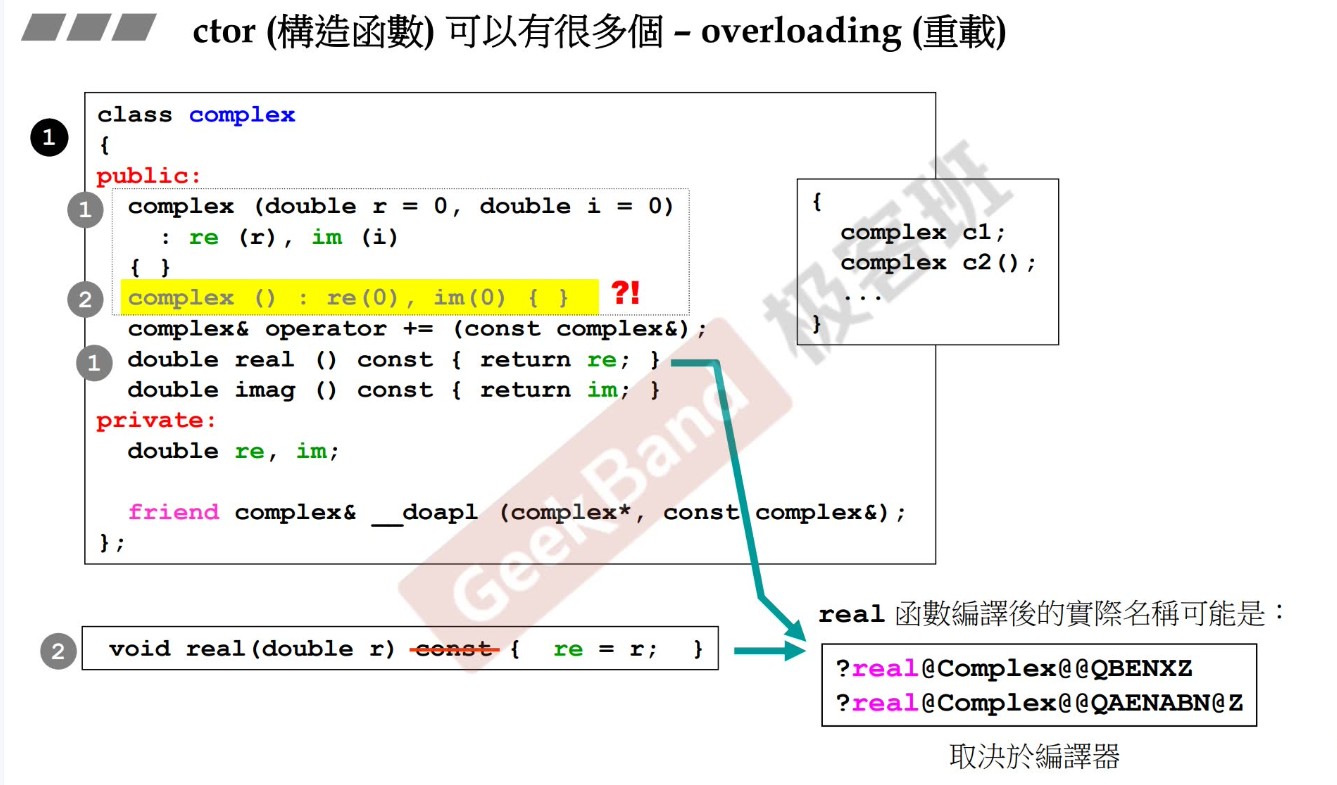 ctor (構造函數) 可以有很多個 – overloading (重載)
1
class complex
{
public:
1
complex (double r = 0, double i = 0)
: re (r), im (i)
{ }
2
complex () : re(0), im(0) { }
?!
complex& operator += (const complex&);
1
double real () const { return re; }
double imag () const { return im; }
private:
double re, im;
friend complex& __doapl (complex*, const complex&);
};
{
complex c1;
complex c2();
...
}
2
void real(double r) const { re = r; }
real 函數編譯後的實際名稱可能是：
?real@Complex@@QBENXZ
?real@Complex@@QAENABN@Z
取決於編譯器
GeekBand
极客班